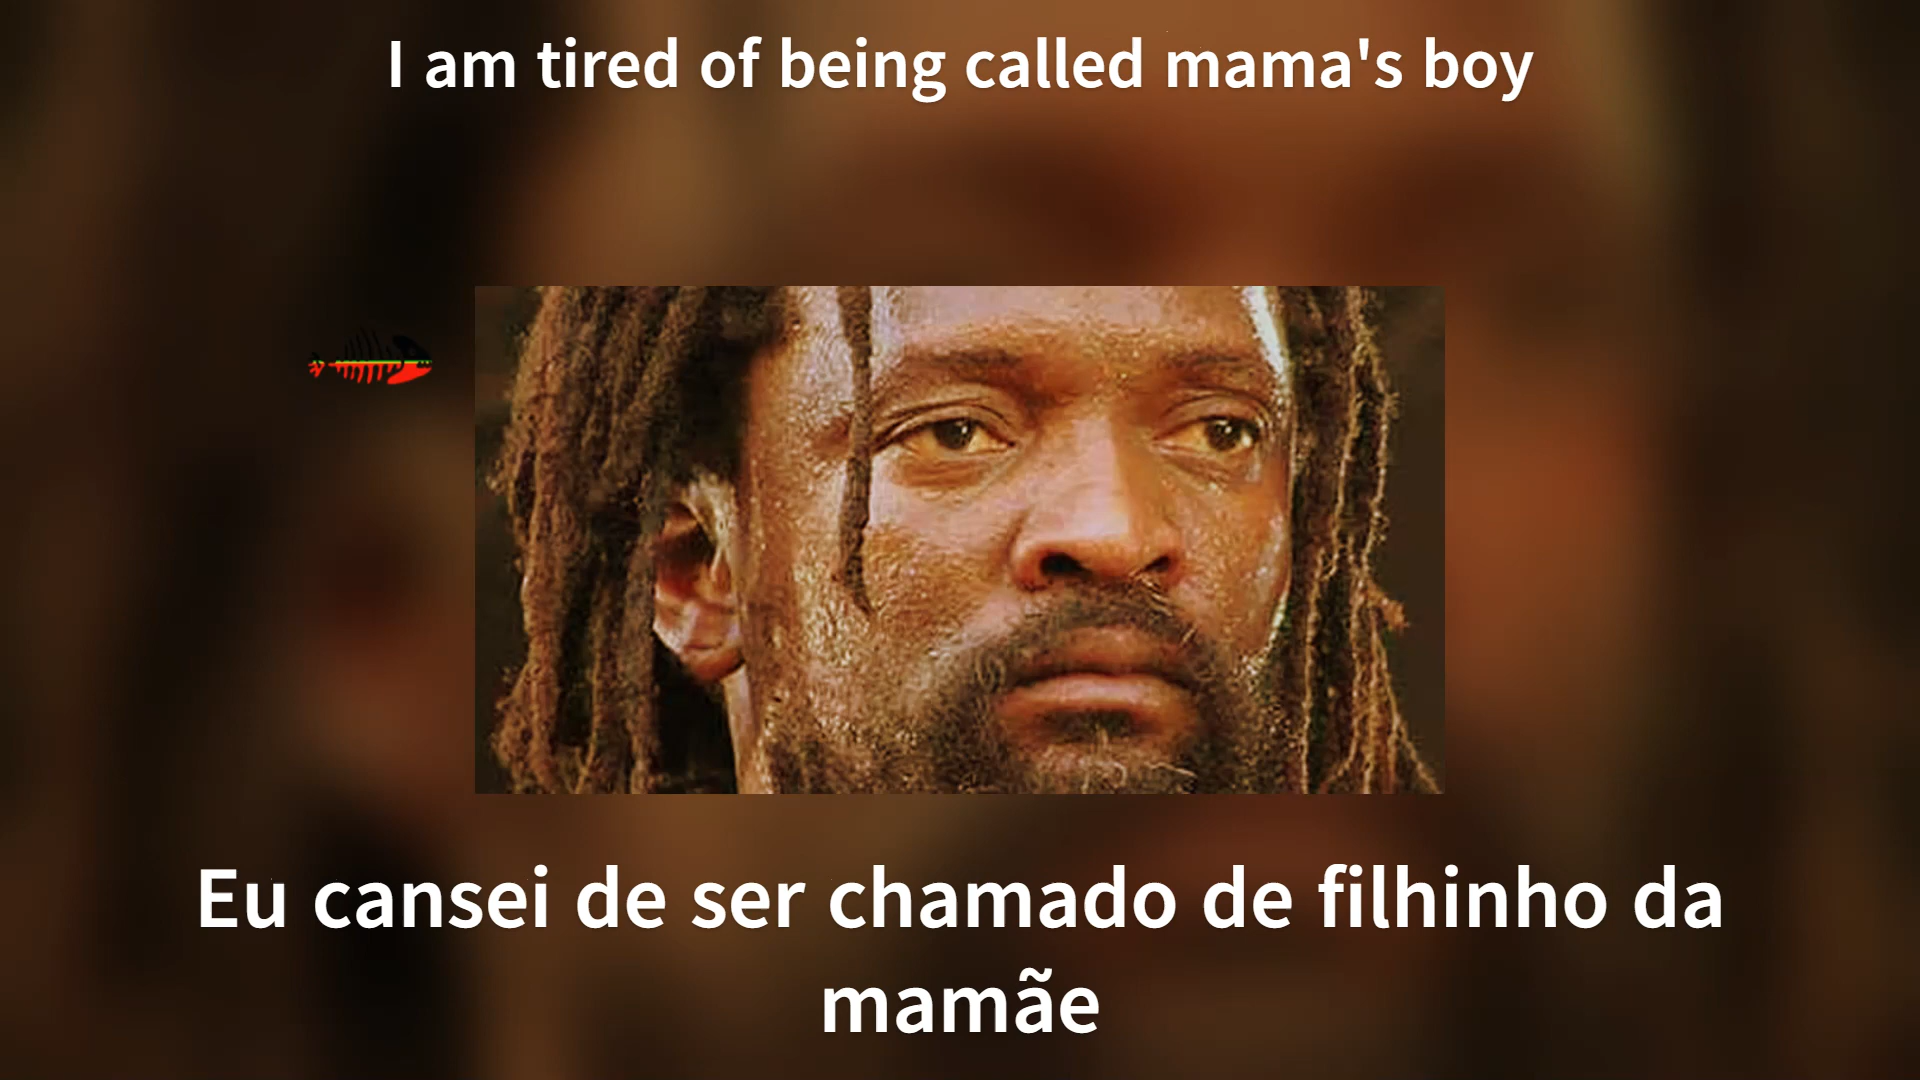 I am tired of being called mama's boy
Eu cansei de ser chamado de filhinho da
mamãe